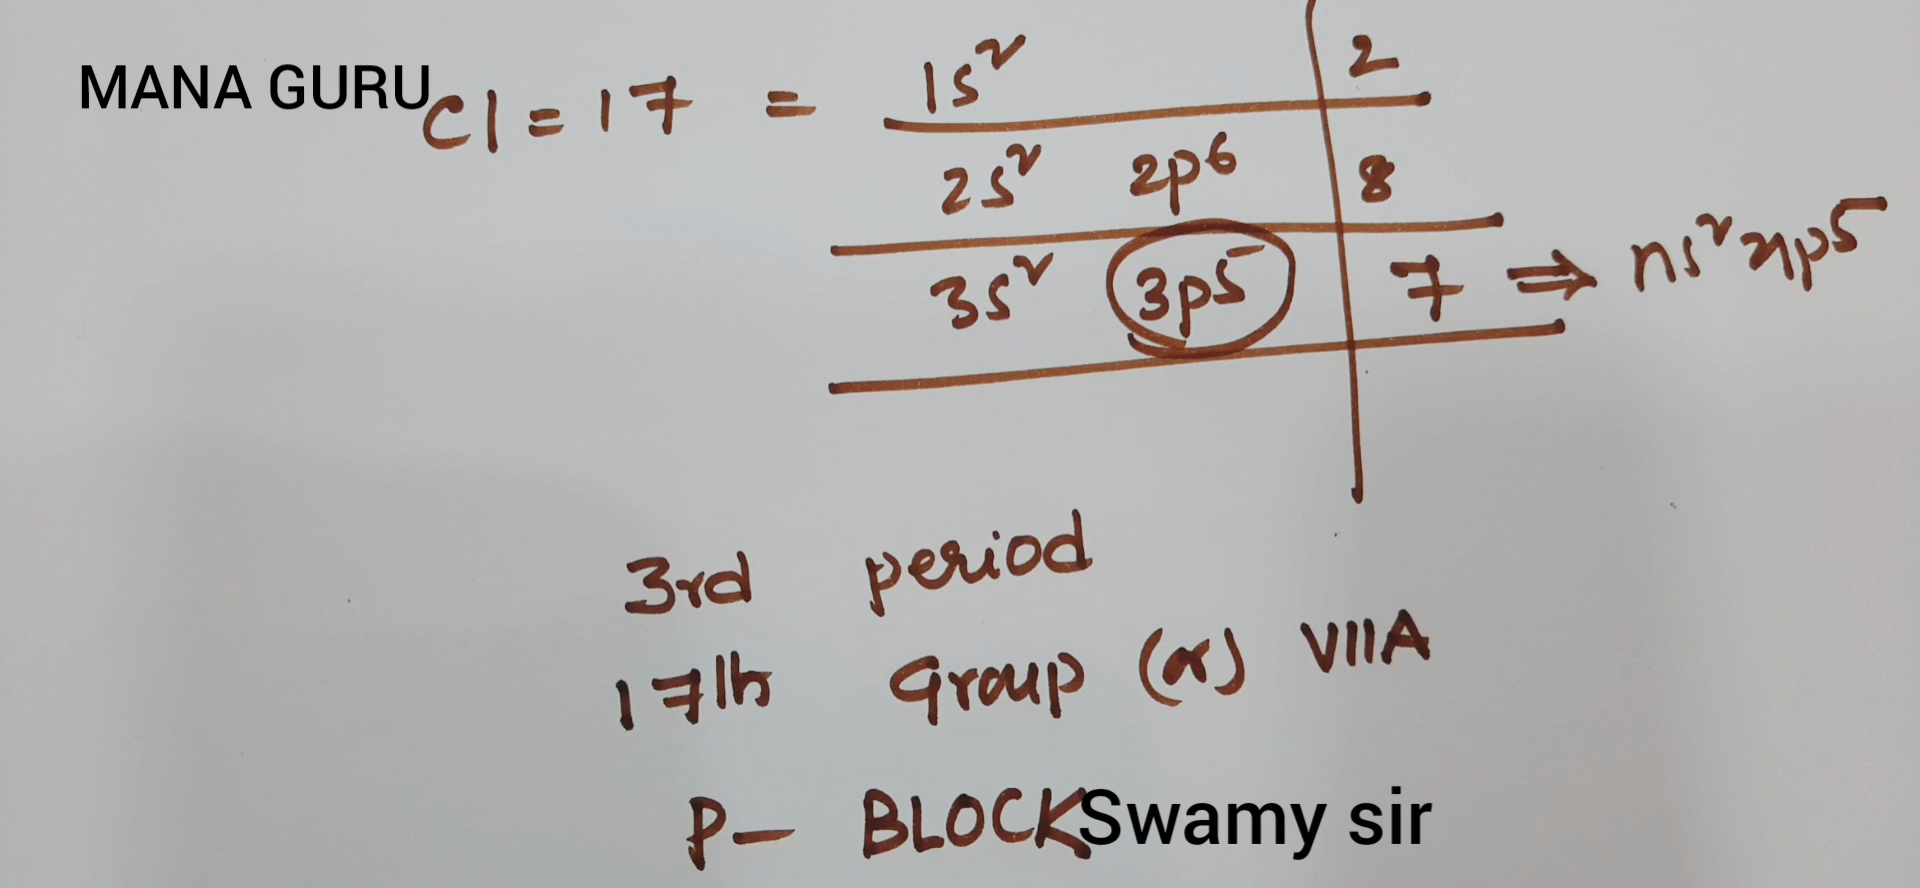 MANA GURU
Cl = 17 = 1s² 2
2s² 2p6 8
3s² 3p5 7 ⇒ ns² np5
3rd period
17th Group (or) VIIA
P- BLOCK
Swamy sir